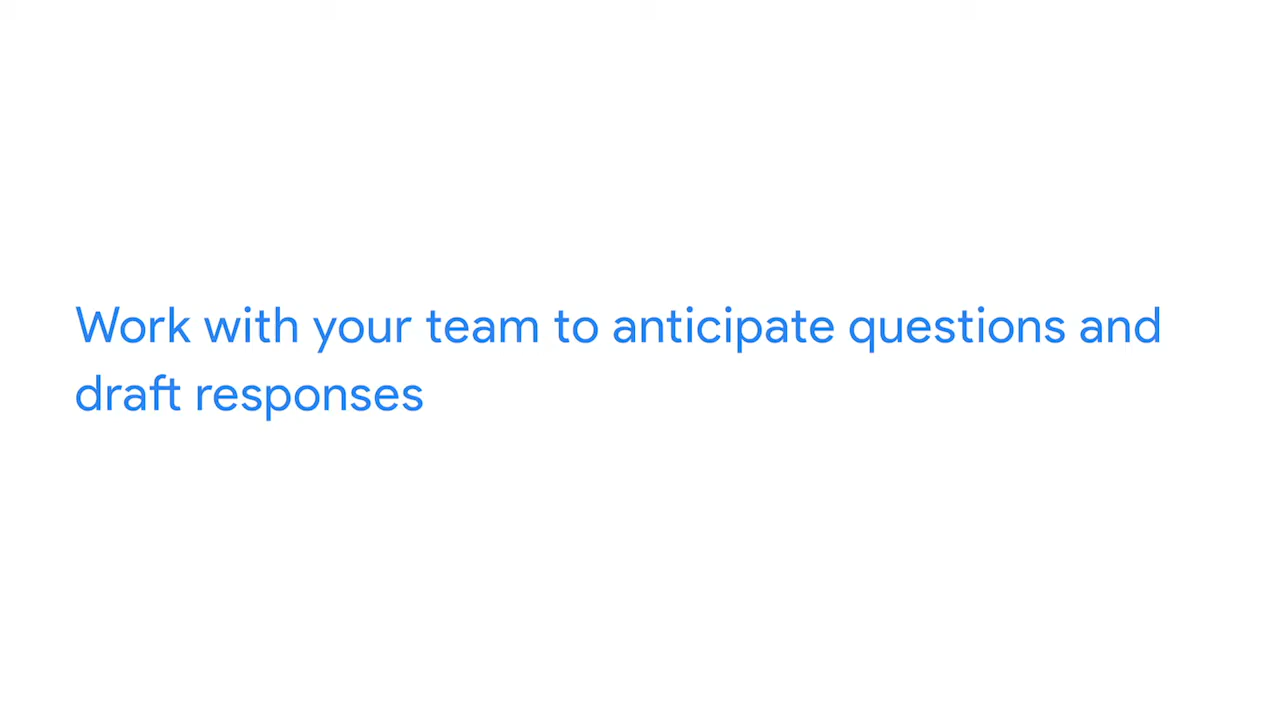 Work with your team to anticipate questions and
draft responses